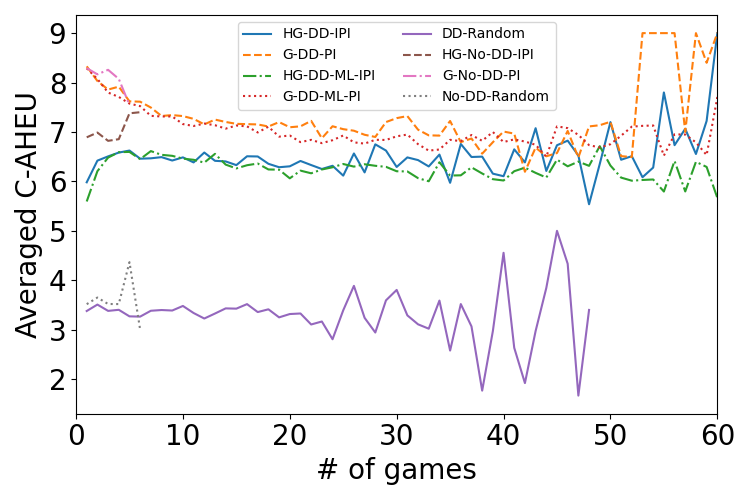 HG-DD-IPI
G-DD-PI
HG-DD-ML-IPI
G-DD-ML-PI
DD-Random
HG-No-DD-IPI
G-No-DD-PI
No-DD-Random
Averaged C-AHEU
9
8
7
6
5
4
3
2
0 10 20 30 40 50 60
# of games